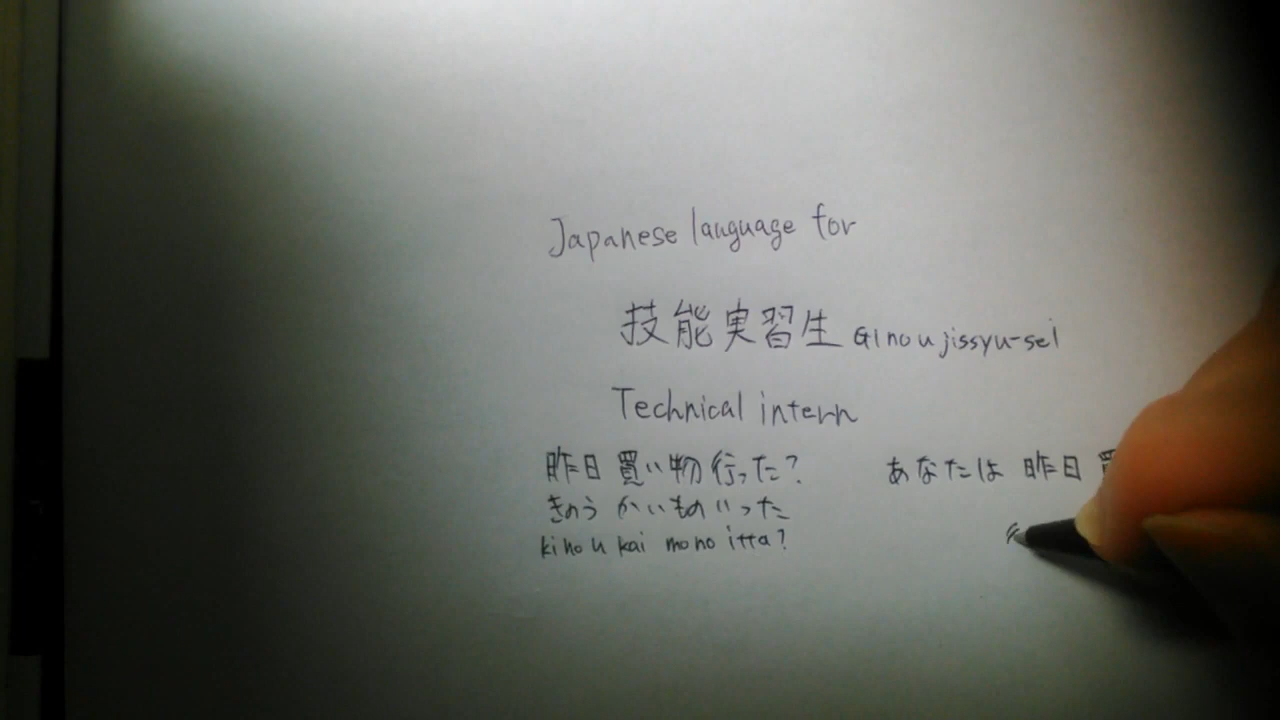 Japanese language for
技能実習生 Ginoujissyu-sei
Technical intern
昨日買い物行った？ あなたは 昨日
きのう かいもの いった
kinou kai mono itta?